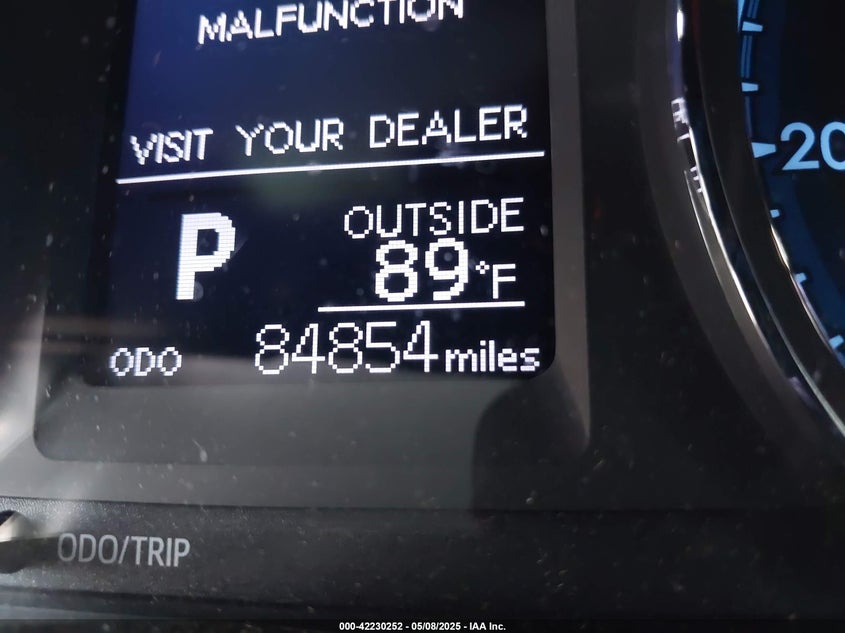 MALFUNCTION
VISIT YOUR DEALER
P
OUTSIDE
89°F
ODO 84854 miles
20
ODO/TRIP
000-42230252 - 05/08/2025 - IAA Inc.